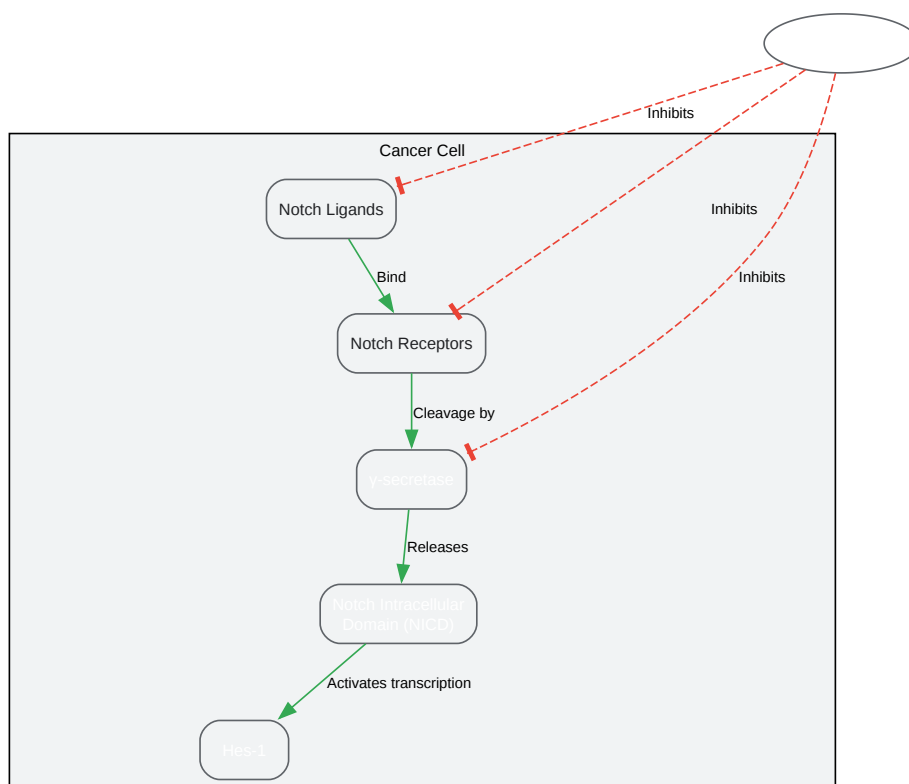 Inhibits
Cancer Cell
Notch Ligands
Inhibits
Bind
Inhibits
Notch Receptors
Cleavage by
γ-secretase
Releases
Notch Intracellular
Domain (NICD)
Activates transcription
Hes-1